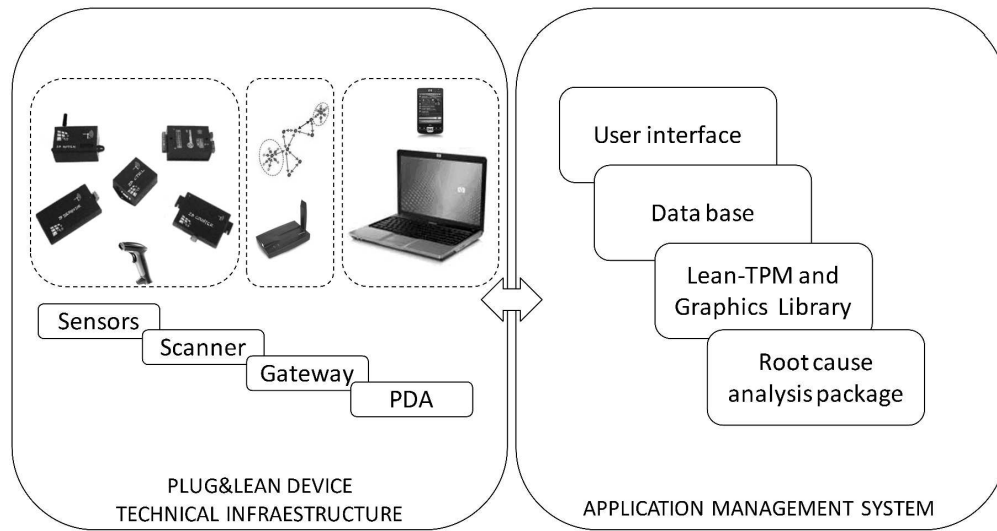 User interface
Data base
Lean-TPM and
Graphics Library
Root cause
analysis package
Sensors
Scanner
Gateway
PDA
PLUG&LEAN DEVICE
TECHNICAL INFRAESTRUCTURE
APPLICATION MANAGEMENT SYSTEM